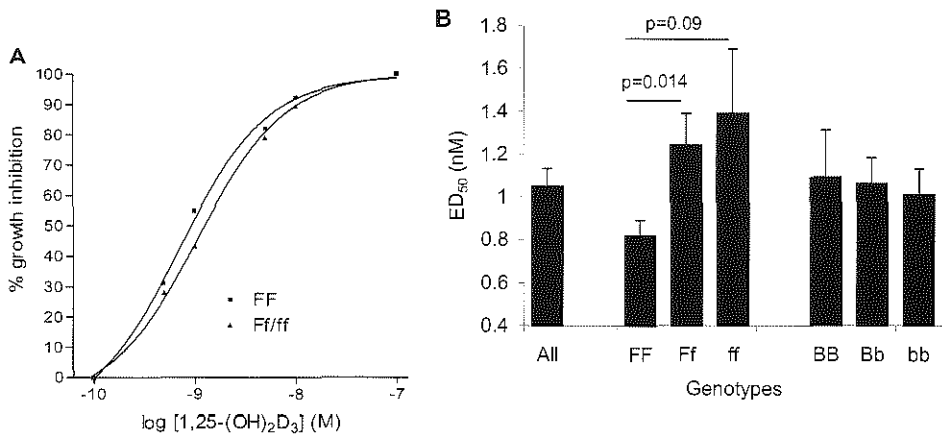 A
% growth inhibition
100
90
80
70
60
50
40
30
20
10
0
FF
Ff/ff
-10 -9 -8 -7
log [1,25-(OH)₂D₃] (M)
B
ED₅₀ (nM)
1.8
1.6
1.4
1.2
1
0.8
0.6
0.4
p=0.09
p=0.014
All FF Ff ff BB Bb bb
Genotypes